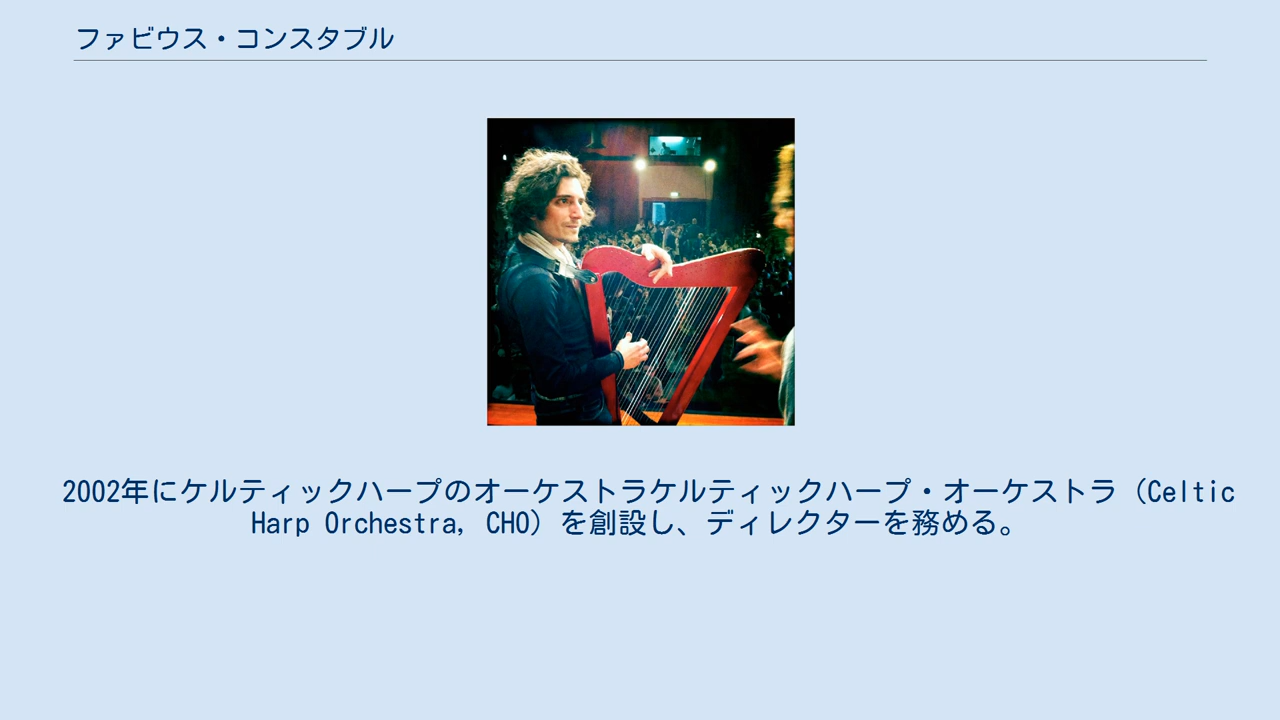 ファビウス・コンスタブル
2002年にケルティックハープのオーケストラケルティックハープ・オーケストラ（Celtic
Harp Orchestra, CHO）を創設し、ディレクターを務める。